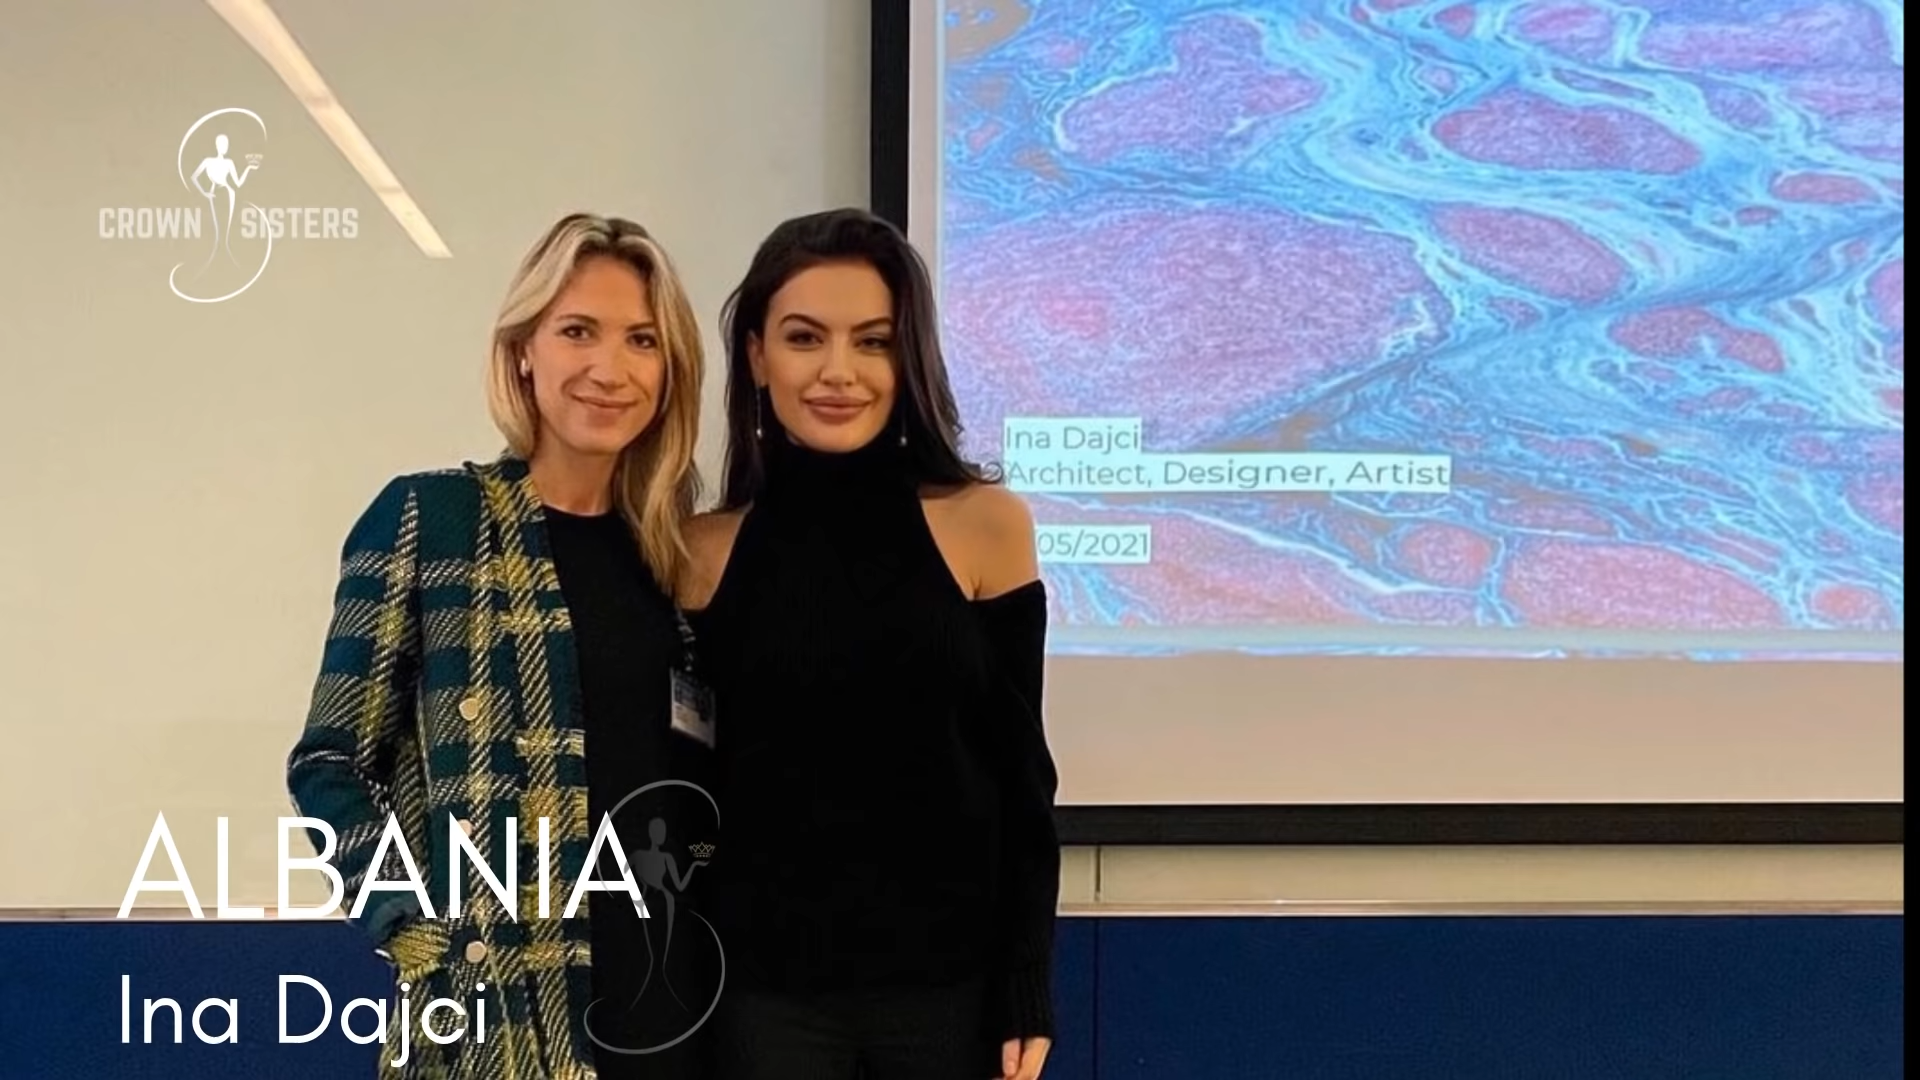 CROWN SISTERS
Ina Dajci
Architect, Designer, Artist
/05/2021
ALBANIA
Ina Dajci